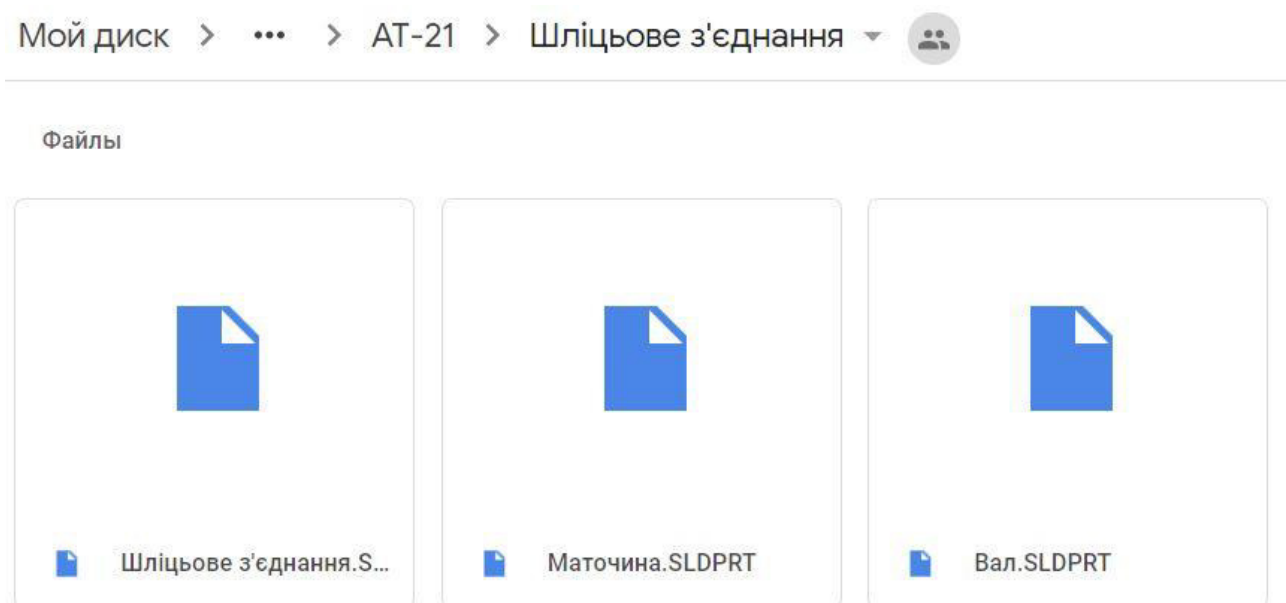 Мой диск > ••• > АТ-21 > Шліцьове з'єднання
Файлы
Шліцьове з'єднання.S... Маточина.SLDPRT Вал.SLDPRT